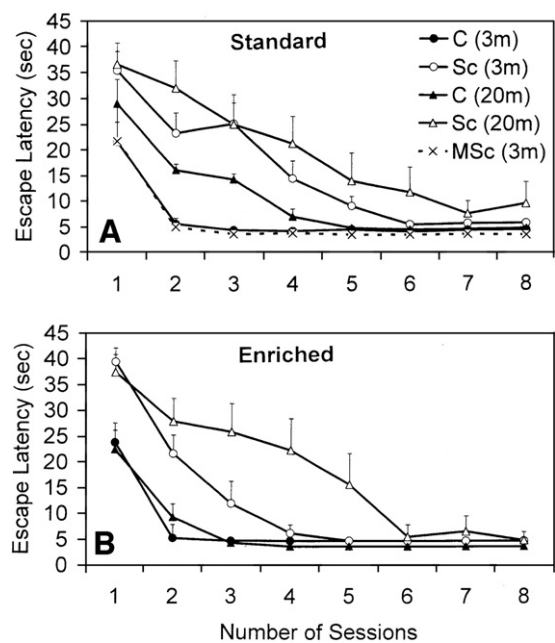 45
40
35
30
25
20
15
10
5
0
Escape Latency (sec)
Standard
C (3m)
Sc (3m)
C (20m)
Sc (20m)
MSc (3m)
A
1 2 3 4 5 6 7 8
45
40
35
30
25
20
15
10
5
0
Escape Latency (sec)
Enriched
B
1 2 3 4 5 6 7 8
Number of Sessions